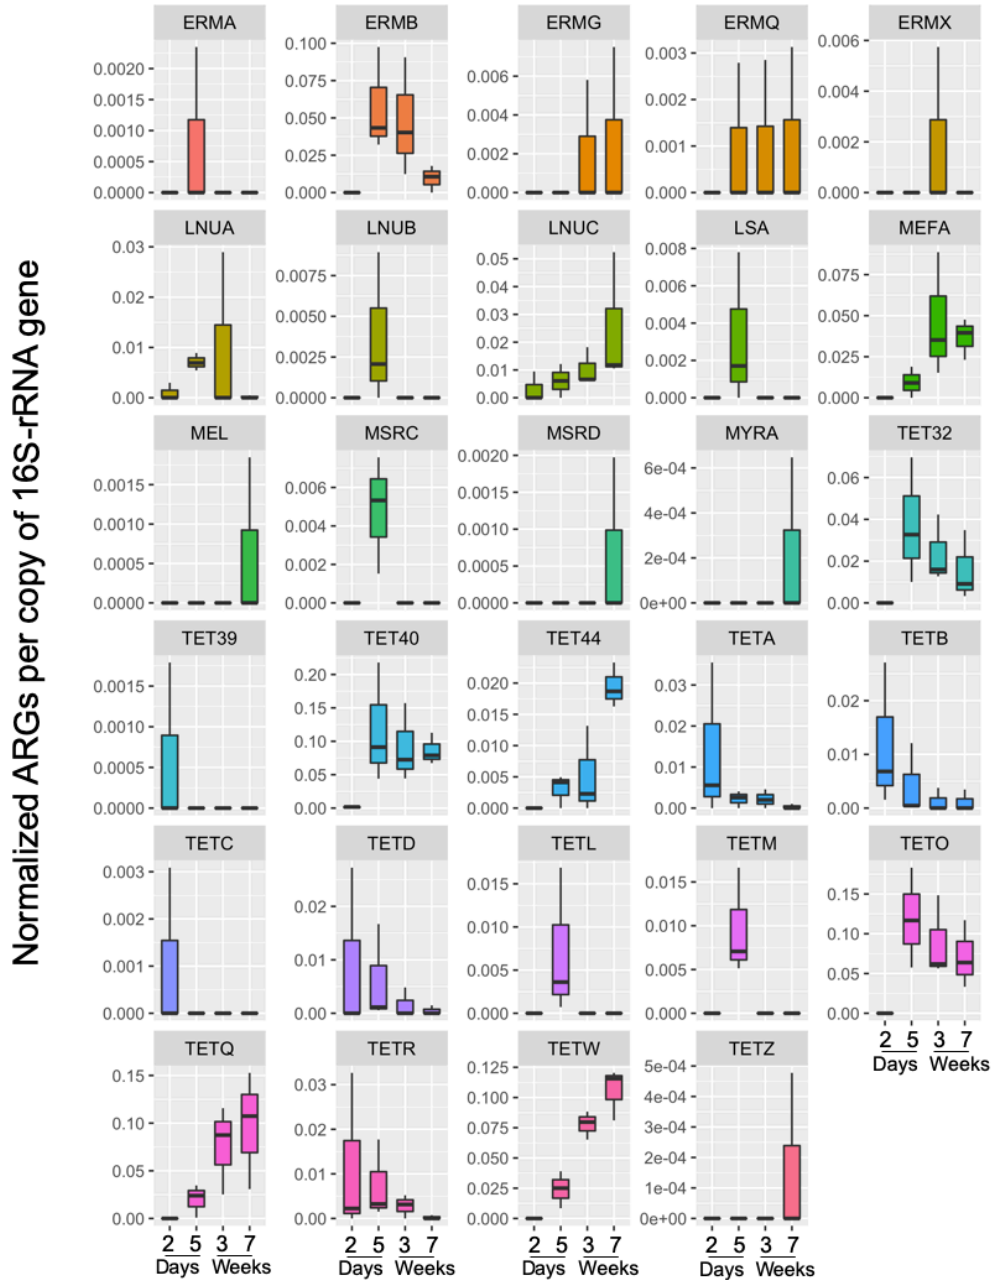 Normalized ARGs per copy of 16S-rRNA gene
ERMA
0.0020
0.0015
0.0010
0.0005
0.0000
ERMB
0.100
0.075
0.050
0.025
0.000
ERMG
0.006
0.004
0.002
0.000
ERMQ
0.003
0.002
0.001
0.000
ERMX
0.006
0.004
0.002
0.000
LNUA
0.03
0.02
0.01
0.00
LNUB
0.0075
0.0050
0.0025
0.0000
LNUC
0.05
0.04
0.03
0.02
0.01
0.00
LSA
0.008
0.006
0.004
0.002
0.000
MEFA
0.075
0.050
0.025
0.000
MEL
0.0015
0.0010
0.0005
0.0000
MSRC
0.006
0.004
0.002
0.000
MSRD
0.0020
0.0015
0.0010
0.0005
0.0000
MYRA
6e-04
4e-04
2e-04
0e+00
TET32
0.06
0.04
0.02
0.00
TET39
0.0015
0.0010
0.0005
0.0000
TET40
0.20
0.15
0.10
0.05
0.00
TET44
0.020
0.015
0.010
0.005
0.000
TETA
0.03
0.02
0.01
0.00
TETB
0.02
0.01
0.00
TETC
0.003
0.002
0.001
0.000
TETD
0.02
0.01
0.00
TETL
0.015
0.010
0.005
0.000
TETM
0.015
0.010
0.005
0.000
TETO
0.15
0.10
0.05
0.00
2 5 3 7
Days Weeks
TETQ
0.15
0.10
0.05
0.00
2 5 3 7
Days Weeks
TETR
0.03
0.02
0.01
0.00
2 5 3 7
Days Weeks
TETW
0.125
0.100
0.075
0.050
0.025
0.000
2 5 3 7
Days Weeks
TETZ
5e-04
4e-04
3e-04
2e-04
1e-04
0e+00
2 5 3 7
Days Weeks